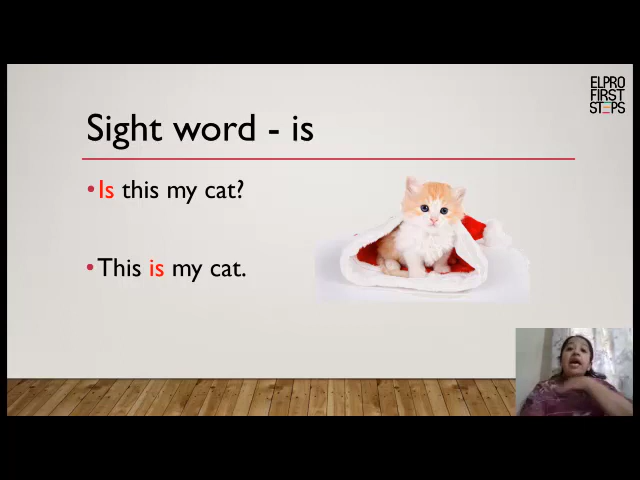 ELPRO
FIRST
STEPS
Sight word - is
•Is this my cat?
•This is my cat.